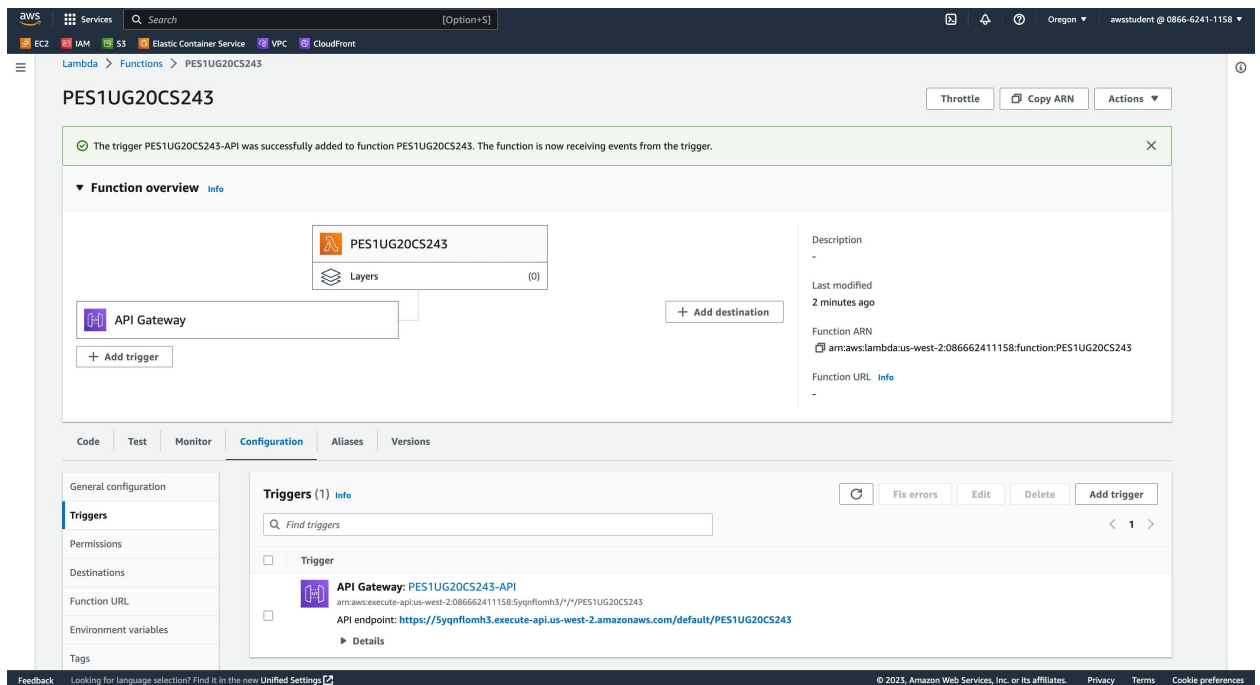 aws Services Search [Option+S] Oregon ▼ awsstudent @ 0866-6241-1158 ▼
EC2 IAM S3 Elastic Container Service VPC CloudFront
Lambda > Functions > PES1UG20CS243
PES1UG20CS243
Throttle Copy ARN Actions ▼
The trigger PES1UG20CS243-API was successfully added to function PES1UG20CS243. The function is now receiving events from the trigger.
▼ Function overview Info
PES1UG20CS243
Layers (0)
API Gateway
+ Add trigger
+ Add destination
Description
-
Last modified
2 minutes ago
Function ARN
arn:aws:lambda:us-west-2:086662411158:function:PES1UG20CS243
Function URL Info
-
Code Test Monitor Configuration Aliases Versions
General configuration
Triggers
Permissions
Destinations
Function URL
Environment variables
Tags
Triggers (1) Info
Fix errors Edit Delete Add trigger
Find triggers
< 1 >
Trigger
API Gateway: PES1UG20CS243-API
arn:aws:execute-api:us-west-2:086662411158:5yqnflomh3/*/*/PES1UG20CS243
API endpoint: https://5yqnflomh3.execute-api.us-west-2.amazonaws.com/default/PES1UG20CS243
▶ Details
Feedback Looking for language selection? Find it in the new Unified Settings © 2023, Amazon Web Services, Inc. or its affiliates. Privacy Terms Cookie preferences